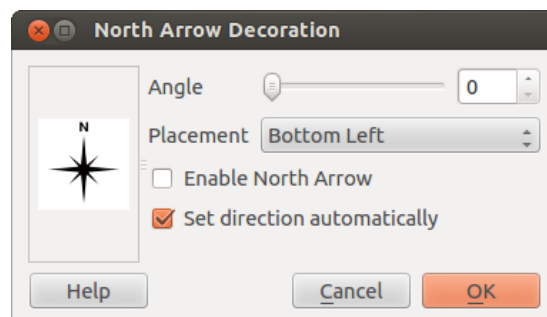 North Arrow Decoration
Angle 0
N
Placement Bottom Left
Enable North Arrow
Set direction automatically
Help Cancel OK